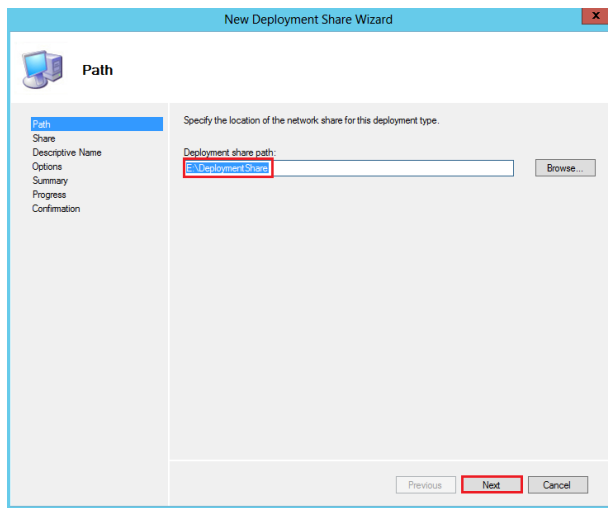 New Deployment Share Wizard
x
Path
Path
Share
Descriptive Name
Options
Summary
Progress
Confirmation
Specify the location of the network share for this deployment type.
Deployment share path:
E:\DeploymentShare
Browse...
Previous
Next
Cancel